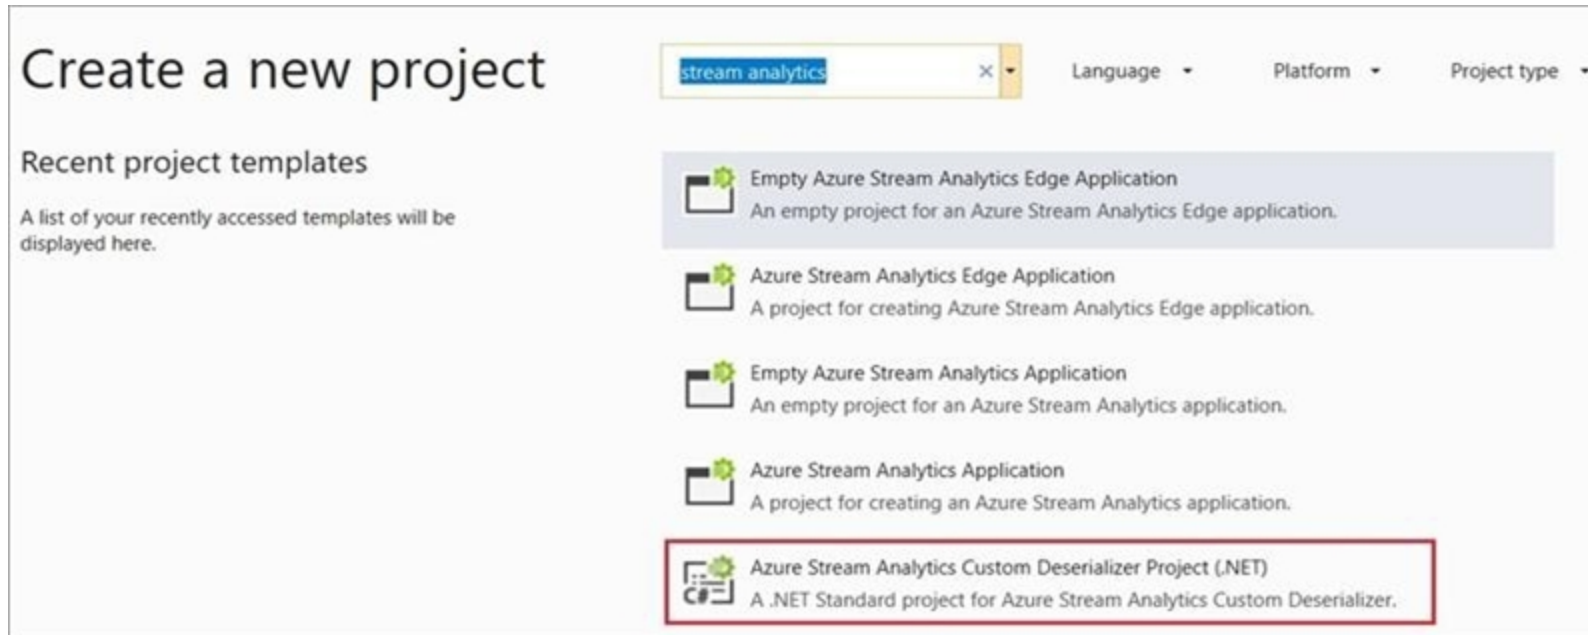 Create a new project
stream analytics
Language
Platform
Project type
Recent project templates
A list of your recently accessed templates will be
displayed here.
Empty Azure Stream Analytics Edge Application
An empty project for an Azure Stream Analytics Edge application.
Azure Stream Analytics Edge Application
A project for creating Azure Stream Analytics Edge application.
Empty Azure Stream Analytics Application
An empty project for an Azure Stream Analytics application.
Azure Stream Analytics Application
A project for creating an Azure Stream Analytics application.
C#
Azure Stream Analytics Custom Deserializer Project (.NET)
A .NET Standard project for Azure Stream Analytics Custom Deserializer.